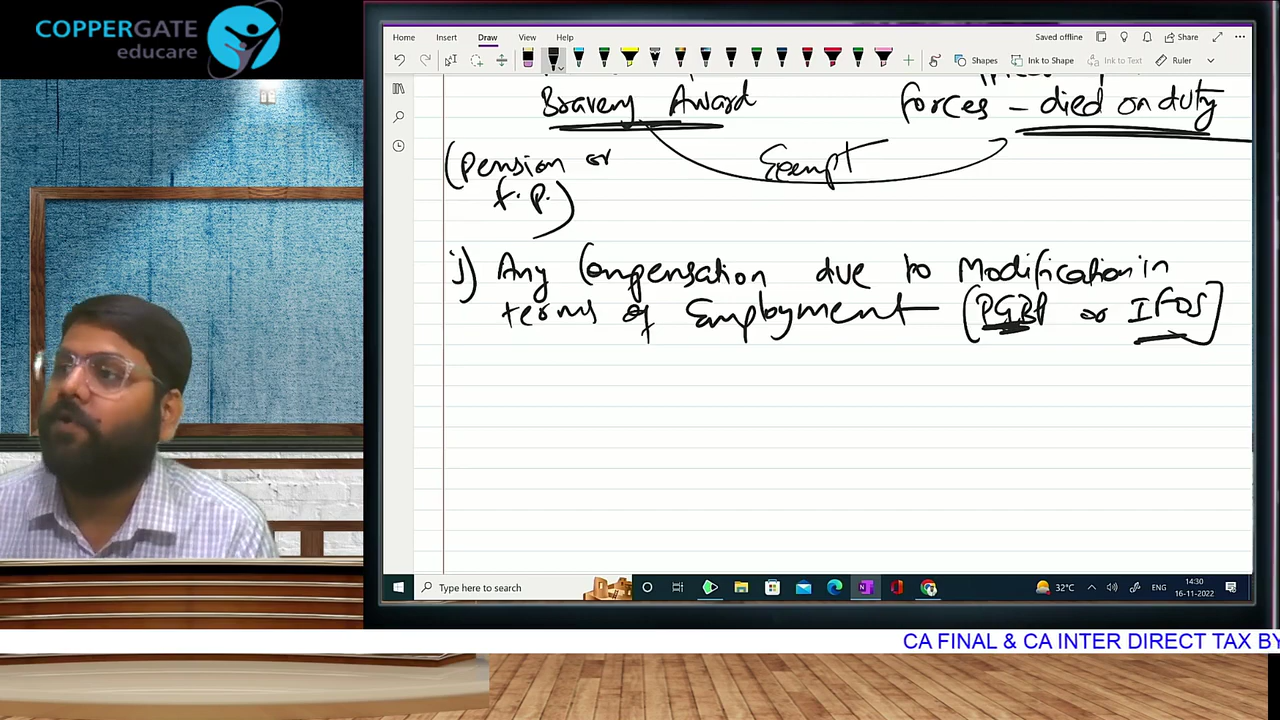 COPPERGATE
educare
Home Insert Draw View Help
Saved offline
Share
Shapes
Ink to Shape
Ink to Text
Ruler
Bravery Award
forces - died on duty
(Pension or
f.p.)
Exempt
j) Any Compensation due to Modification in
terms of Employment (PGBP or IFOS)
Type here to search
32°C
ENG
14:30
16-11-2022
CA FINAL & CA INTER DIRECT TAX BY